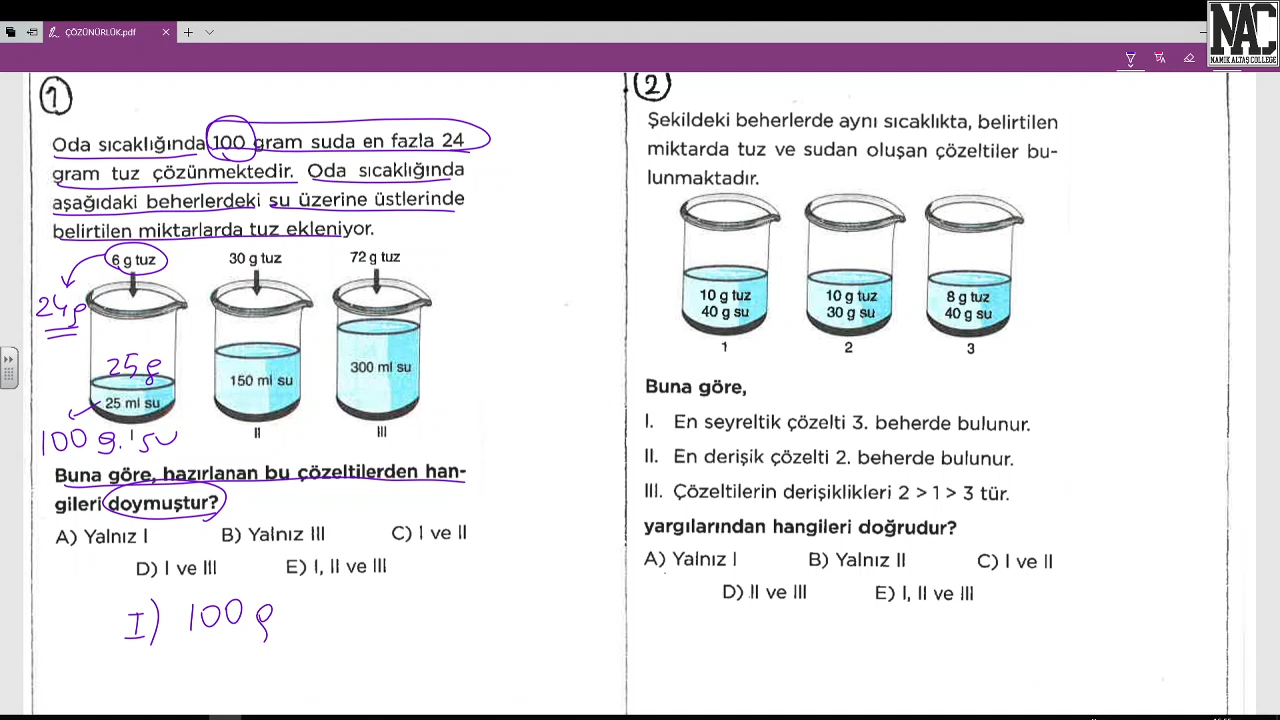 ÇÖZÜNÜRLÜK.pdf
NAC
NAMIK ALTAŞ COLLEGE
1
Oda sıcaklığında 100 gram suda en fazla 24
gram tuz çözünmektedir. Oda sıcaklığında
aşağıdaki beherlerdeki su üzerine üstlerinde
belirtilen miktarlarda tuz ekleniyor.
6 g tuz 30 g tuz 72 g tuz
24g
25g
25 ml su 150 ml su 300 ml su
100 g. su
I II III
Buna göre, hazırlanan bu çözeltilerden han-
gileri doymuştur?
A) Yalnız I B) Yalnız III C) I ve II
D) I ve III E) I, II ve III
I) 100 g
2
Şekildeki beherlerde aynı sıcaklıkta, belirtilen
miktarda tuz ve sudan oluşan çözeltiler bu-
lunmaktadır.
10 g tuz 10 g tuz 8 g tuz
40 g su 30 g su 40 g su
1 2 3
Buna göre,
I. En seyreltik çözelti 3. beherde bulunur.
II. En derişik çözelti 2. beherde bulunur.
III. Çözeltilerin derişiklikleri 2 > 1 > 3 tür.
yargılarından hangileri doğrudur?
A) Yalnız I B) Yalnız II C) I ve II
D) II ve III E) I, II ve III